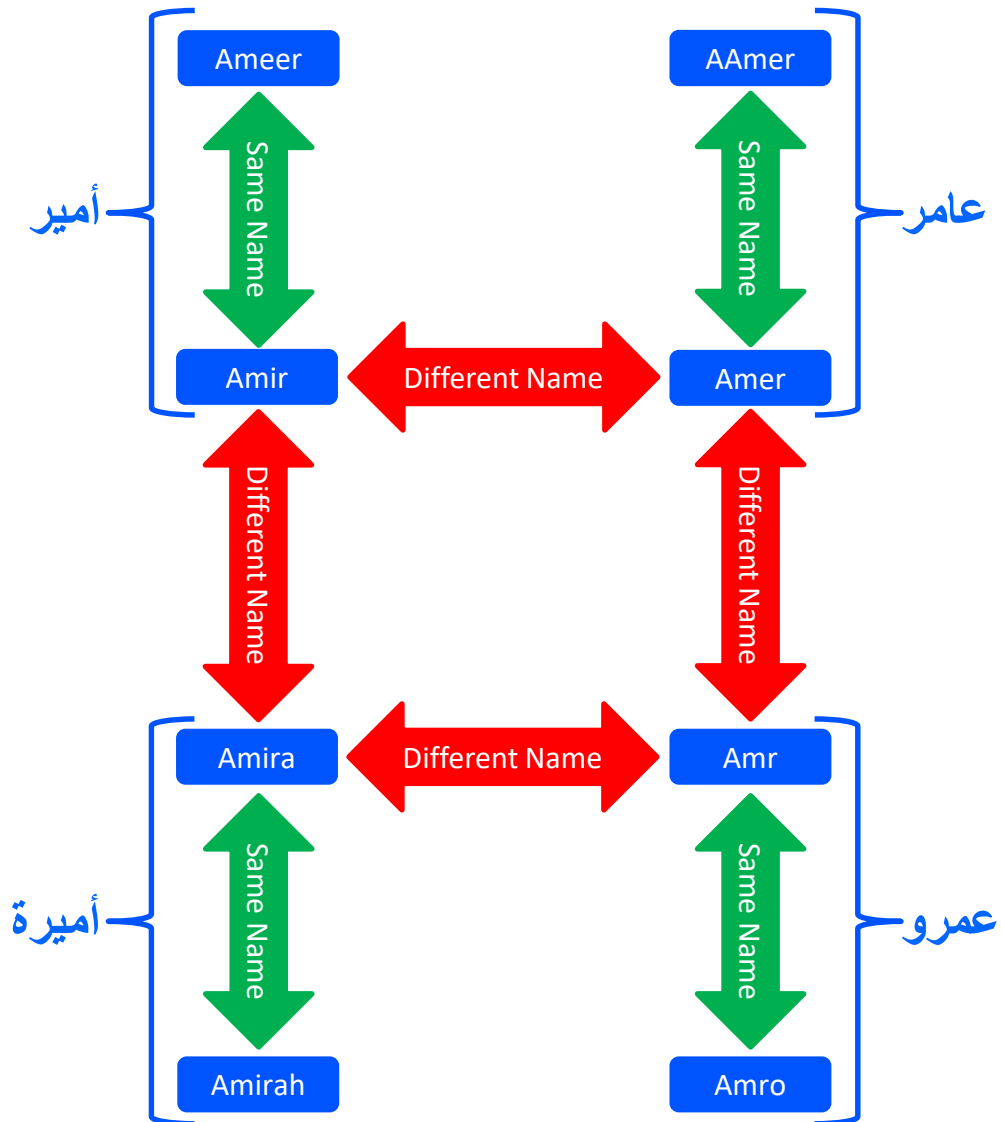 Ameer
AAmer
Same Name
Same Name
أمير
عامر
Amir
Different Name
Amer
Different Name
Different Name
Amira
Different Name
Amr
Same Name
Same Name
أميرة
عمرو
Amirah
Amro